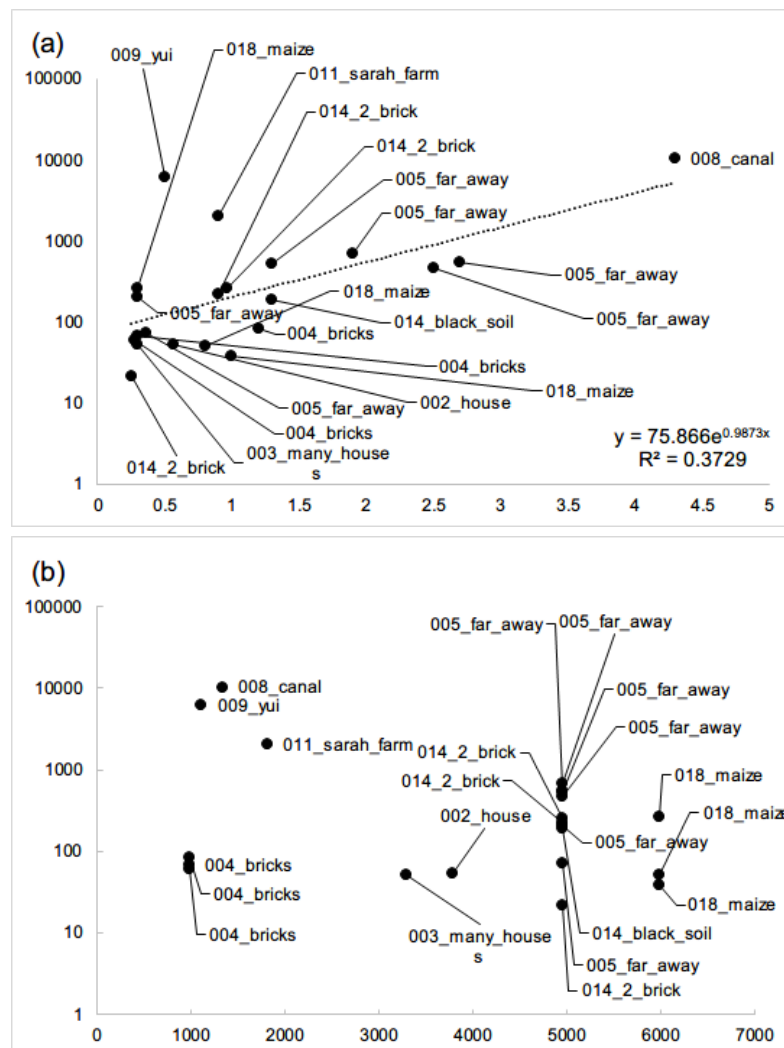 (a)
018_maize
009_yui
011_sarah_farm
100000
014_2_brick
014_2_brick
10000
008_canal
005_far_away
005_far_away
1000
005_far_away
018_maize
005_far_away
014_black_soil
005_far_away
100
004_bricks
004_bricks
018_maize
002_house
005_far_away
10
004_bricks
y = 75.866e^0.9873x
003_many_house
s
014_2_brick
R² = 0.3729
1
0 0.5 1 1.5 2 2.5 3 3.5 4 4.5 5
(b)
100000
005_far_away 005_far_away
10000
008_canal
005_far_away
009_yui
005_far_away
011_sarah_farm
014_2_brick
1000
014_2_brick
018_maize
002_house
018_maize
005_far_away
100
004_bricks
004_bricks
018_maize
004_bricks
003_many_house
s
014_black_soil
10
005_far_away
014_2_brick
1
0 1000 2000 3000 4000 5000 6000 7000